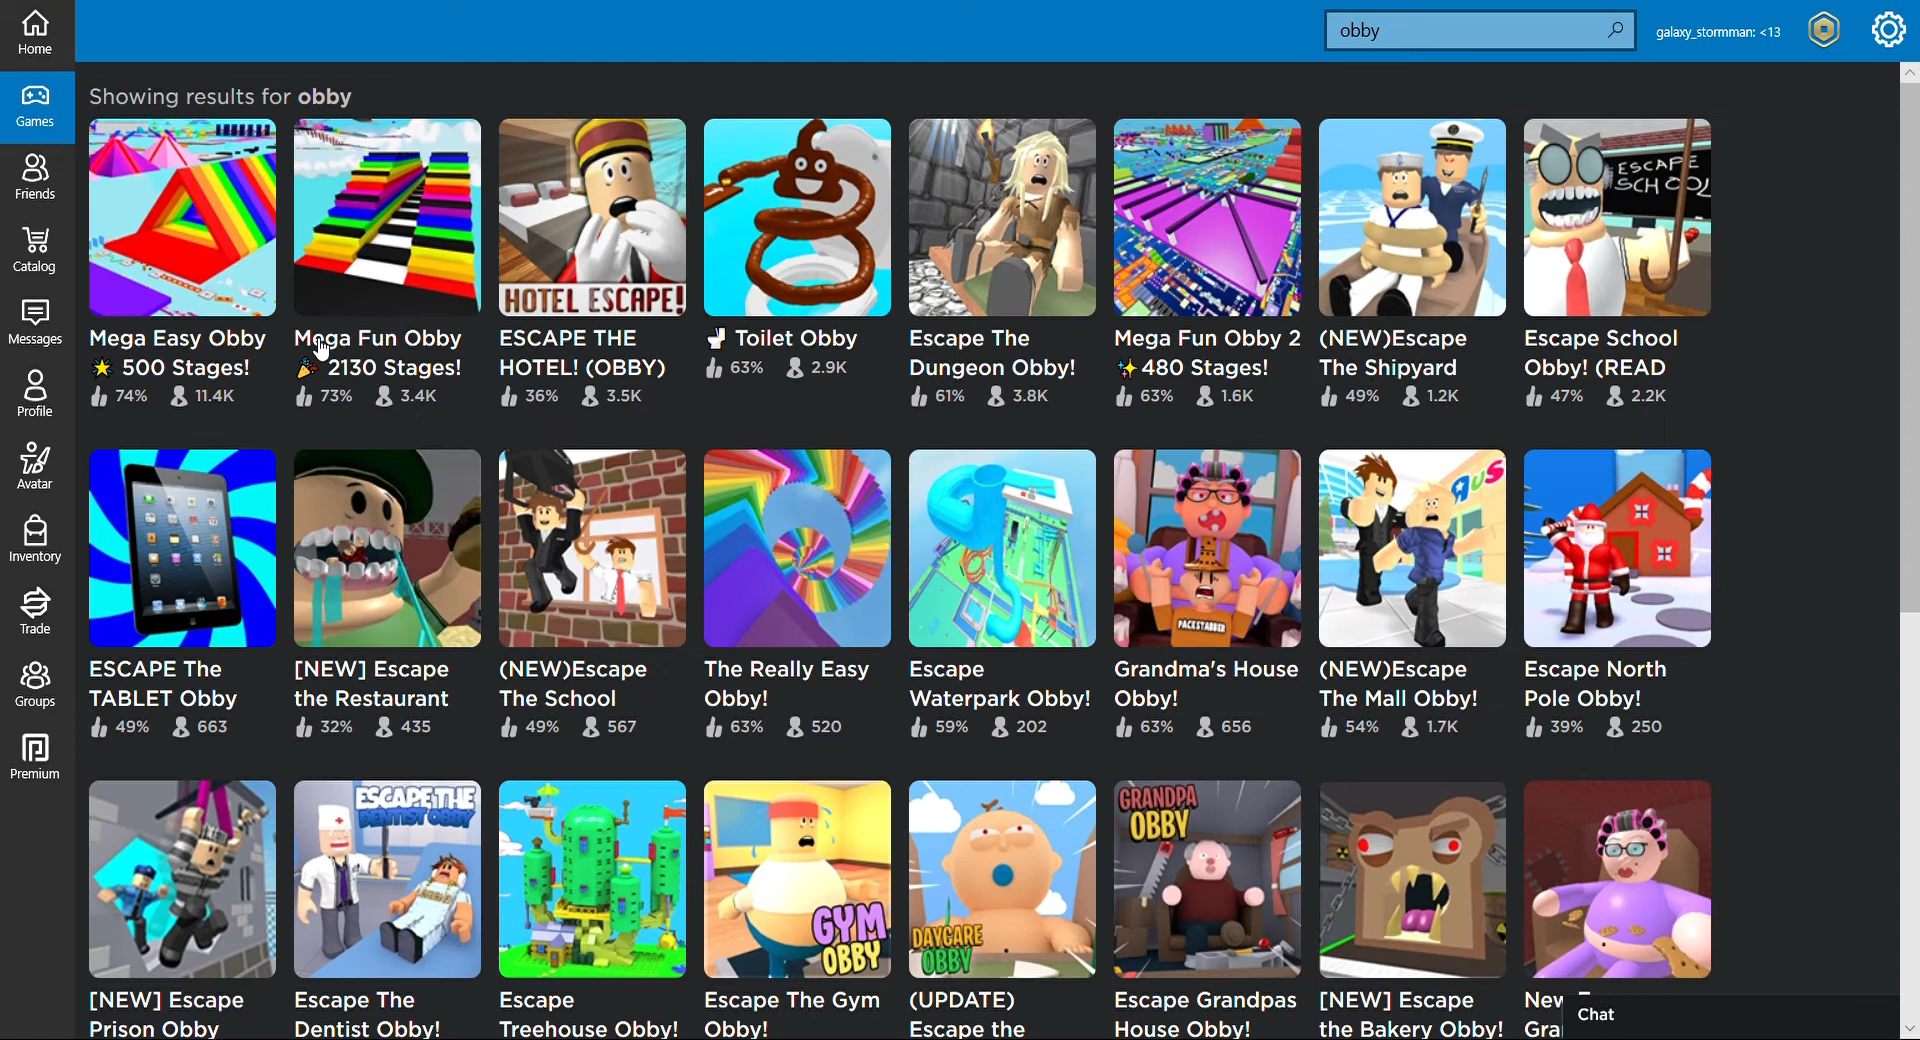 Home
Games
Friends
Catalog
Messages
Profile
Avatar
Inventory
Trade
Groups
Premium
obby
galaxy_stormman: <13
Showing results for obby
HOTEL ESCAPE!
ESCAPE SCHOOL
Mega Easy Obby
🌟 500 Stages!
74% 11.4K
Mega Fun Obby
🎉 2130 Stages!
73% 3.4K
ESCAPE THE
HOTEL! (OBBY)
36% 3.5K
🚽 Toilet Obby
63% 2.9K
Escape The
Dungeon Obby!
61% 3.8K
Mega Fun Obby 2
✨480 Stages!
63% 1.6K
(NEW)Escape
The Shipyard
49% 1.2K
Escape School
Obby! (READ
47% 2.2K
PACKSTABBER
RUS
ESCAPE The
TABLET Obby
49% 663
[NEW] Escape
the Restaurant
32% 435
(NEW)Escape
The School
49% 567
The Really Easy
Obby!
63% 520
Escape
Waterpark Obby!
59% 202
Grandma's House
Obby!
63% 656
(NEW)Escape
The Mall Obby!
54% 1.7K
Escape North
Pole Obby!
39% 250
ESCAPE THE
DENTIST OBBY
GYM
OBBY
DAYCARE
OBBY
GRANDPA
OBBY
[NEW] Escape
Prison Obby
Escape The
Dentist Obby!
Escape
Treehouse Obby!
Escape The Gym
Obby!
(UPDATE)
Escape the
Escape Grandpas
House Obby!
[NEW] Escape
the Bakery Obby!
Chat